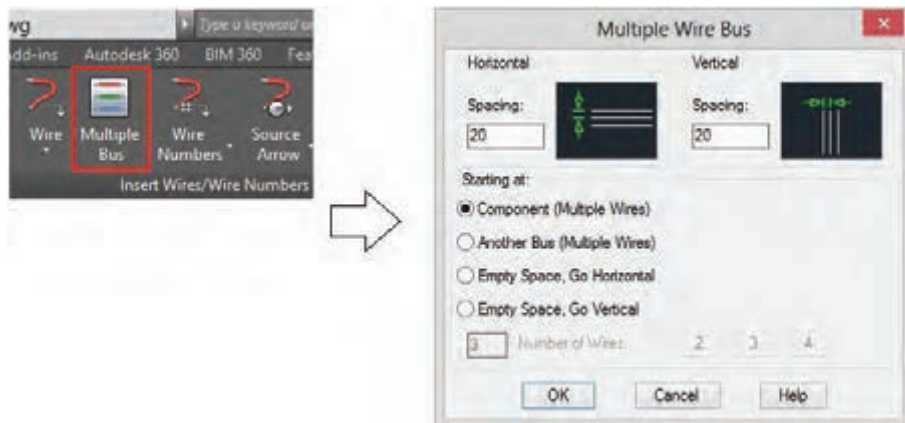 wg
Type a keyword or
dd-ins Autodesk 360 BIM 360 Fea
Wire Multiple Bus Wire Numbers Source Arrow
Insert Wires/Wire Numbers
Multiple Wire Bus
Horizontal Vertical
Spacing: Spacing:
20 20
Starting at:
Component (Multiple Wires)
Another Bus (Multiple Wires)
Empty Space, Go Horizontal
Empty Space, Go Vertical
3 Number of Wires 2 3 4
OK Cancel Help